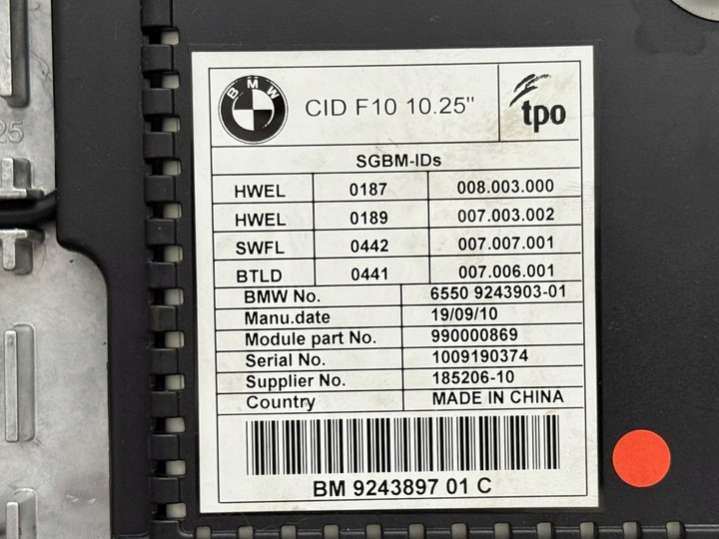 BMW
CID F10 10.25"
tpo
SGBM-IDs
HWEL 0187 008.003.000
HWEL 0189 007.003.002
SWFL 0442 007.007.001
BTLD 0441 007.006.001
BMW No. 6550 9243903-01
Manu.date 19/09/10
Module part No. 990000869
Serial No. 1009190374
Supplier No. 185206-10
Country MADE IN CHINA
BM 9243897 01 C
25